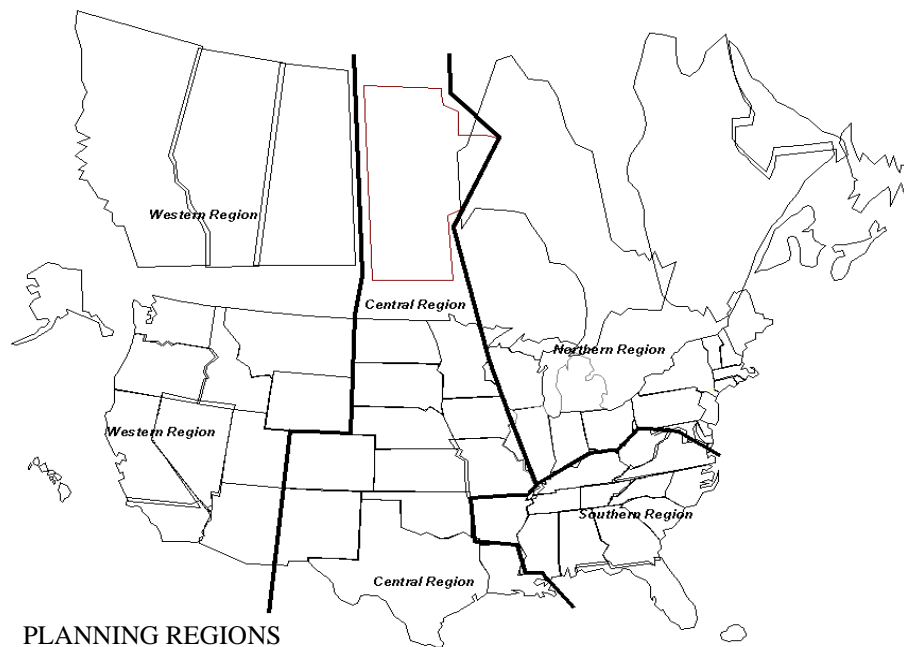 Western Region
Central Region
Northern Region
Western Region
Southern Region
Central Region
PLANNING REGIONS